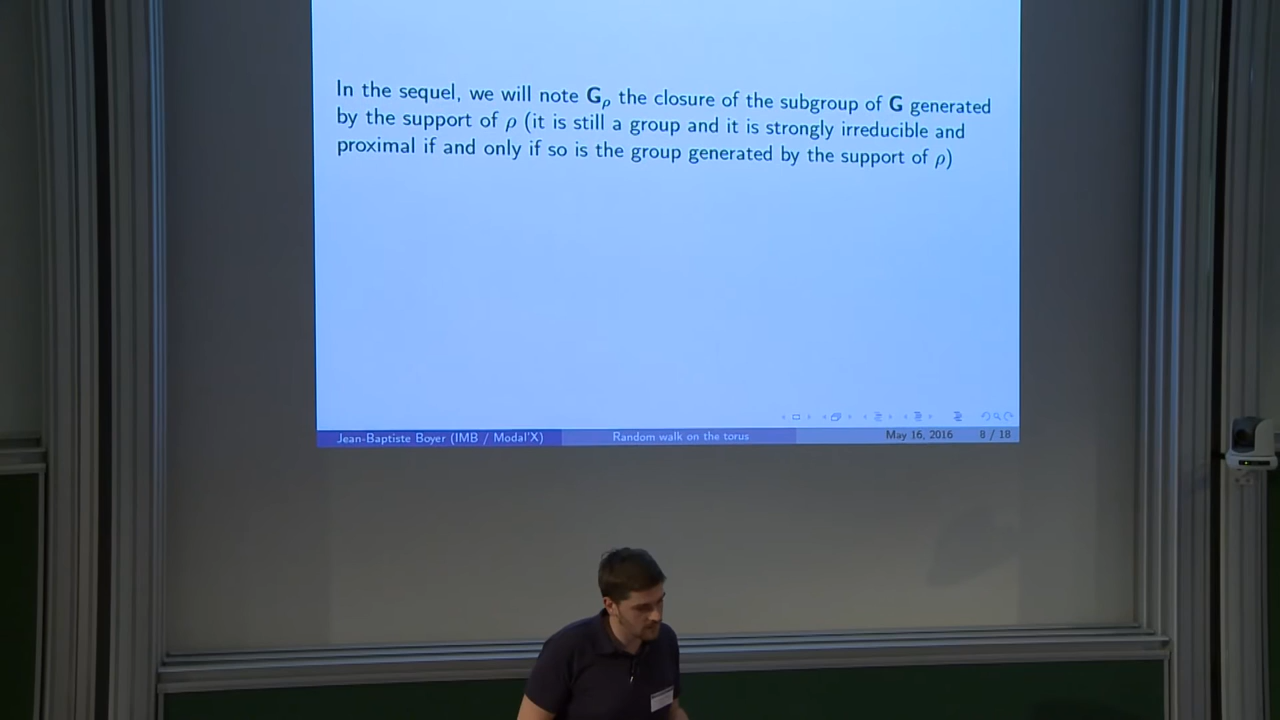 In the sequel, we will note Gρ the closure of the subgroup of G generated
by the support of ρ (it is still a group and it is strongly irreducible and
proximal if and only if so is the group generated by the support of ρ)
Jean-Baptiste Boyer (IMB / Modal'X) Random walk on the torus May 16, 2016 8 / 18